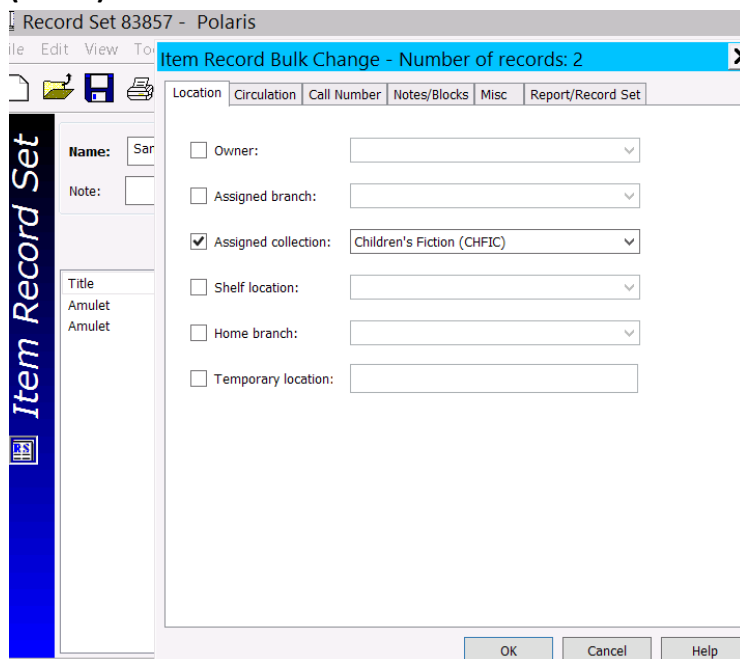 Record Set 83857 - Polaris
Edit View
Item Record Bulk Change - Number of records: 2
Location Circulation Call Number Notes/Blocks Misc Report/Record Set
Item Record Set
Name:
Note:
Title
Amulet
Amulet
Owner:
Assigned branch:
Assigned collection: Children's Fiction (CHFIC)
Shelf location:
Home branch:
Temporary location:
OK Cancel Help